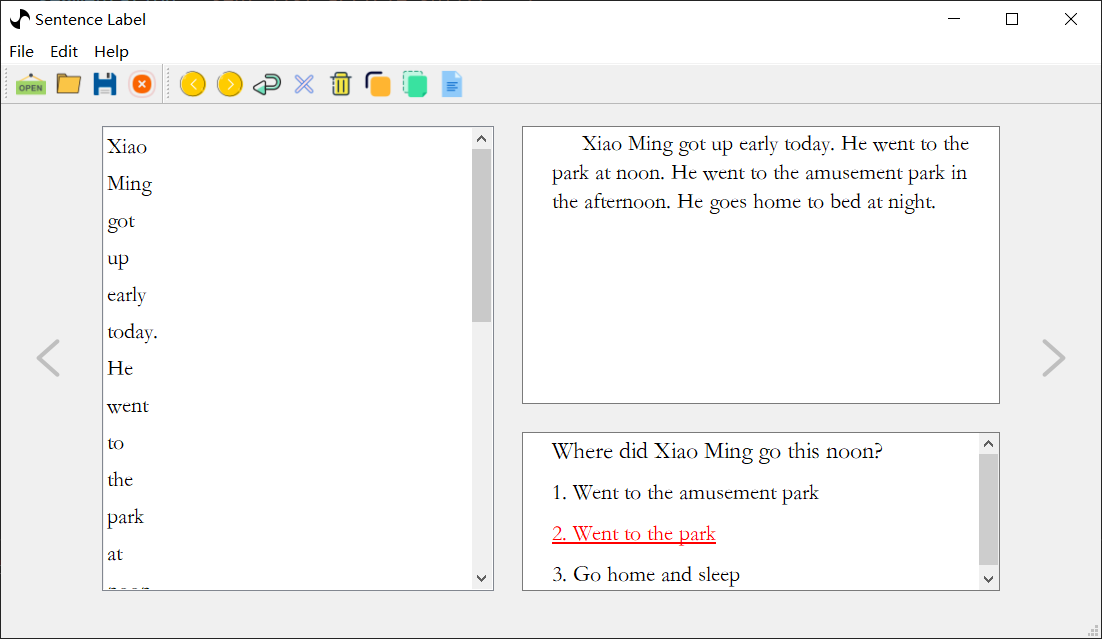 Sentence Label
File Edit Help
OPEN
Xiao
Ming
got
up
early
today.
He
went
to
the
park
at
Xiao Ming got up early today. He went to the
park at noon. He went to the amusement park in
the afternoon. He goes home to bed at night.
Where did Xiao Ming go this noon?
1. Went to the amusement park
2. Went to the park
3. Go home and sleep